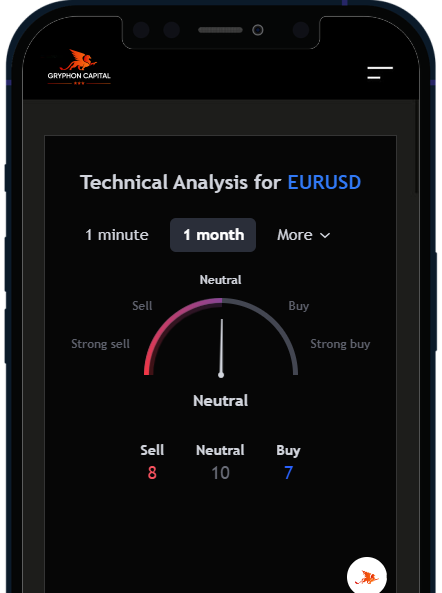 GRYPHON CAPITAL
Technical Analysis for EURUSD
1 minute 1 month More
Neutral
Sell Buy
Strong sell Strong buy
Neutral
Sell Neutral Buy
8 10 7